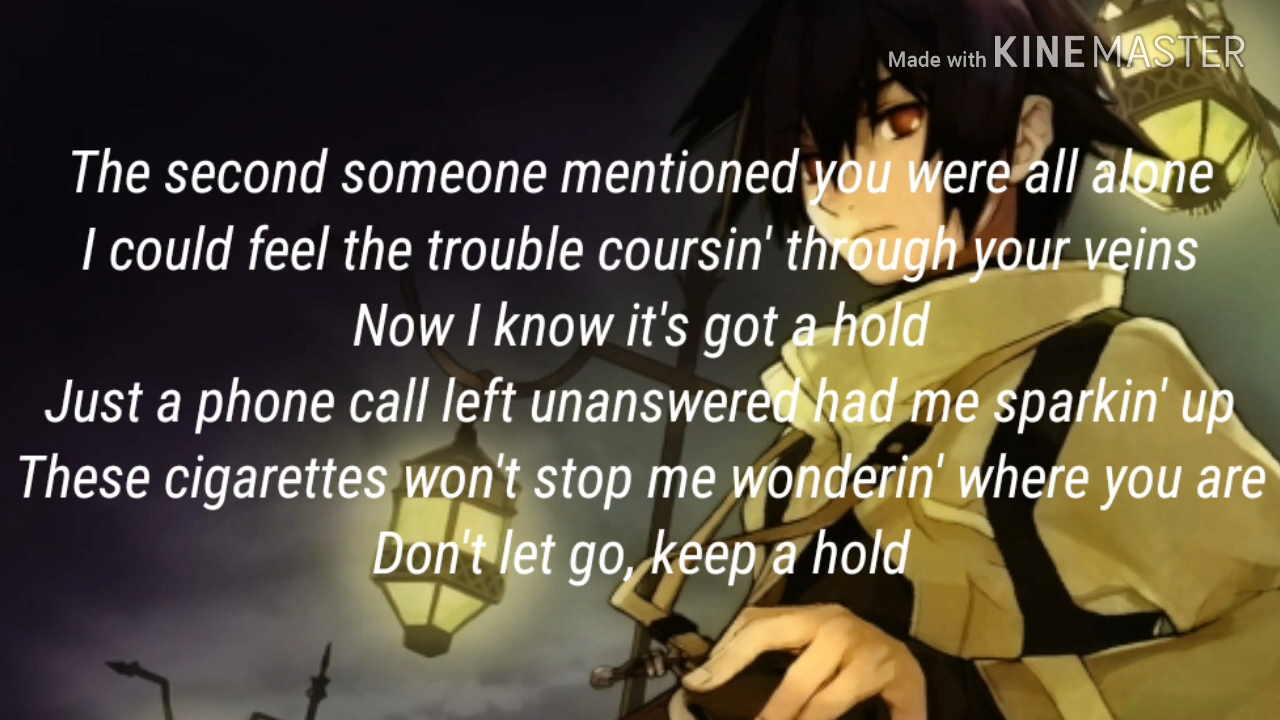 Made with KINEMASTER
The second someone mentioned you were all alone
I could feel the trouble coursin' through your veins
Now I know it's got a hold
Just a phone call left unanswered had me sparkin' up
These cigarettes won't stop me wonderin' where you are
Don't let go, keep a hold